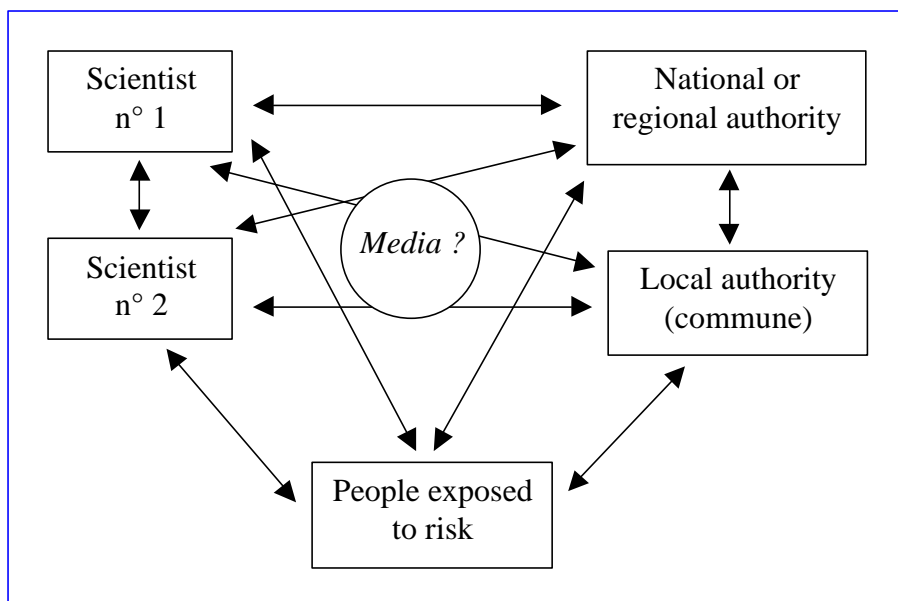 Scientist
n° 1
National or
regional authority
Media ?
Scientist
n° 2
Local authority
(commune)
People exposed
to risk